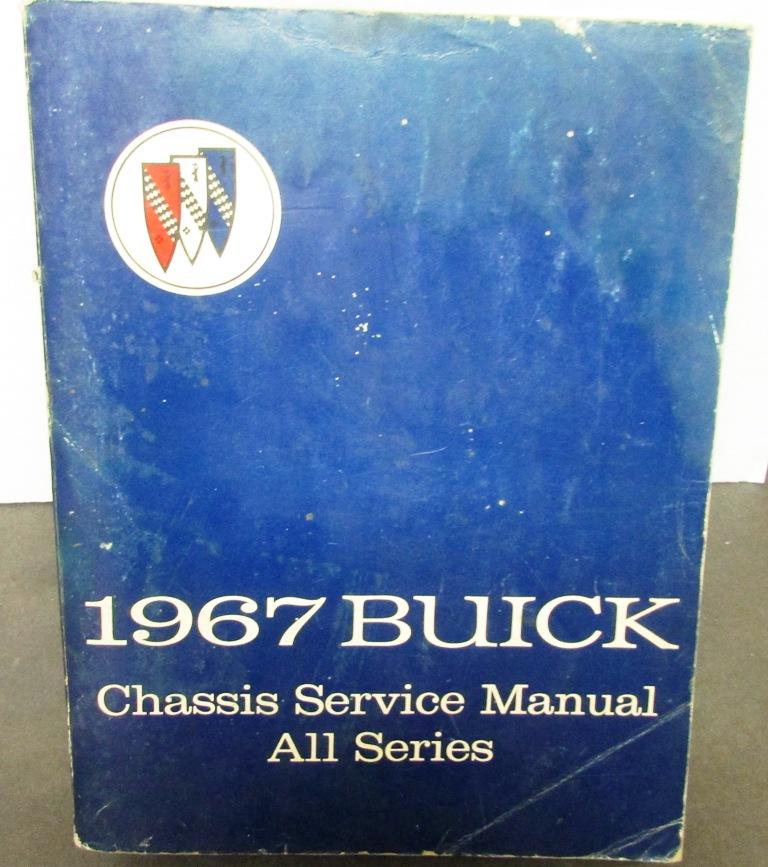 1967 BUICK
Chassis Service Manual
All Series